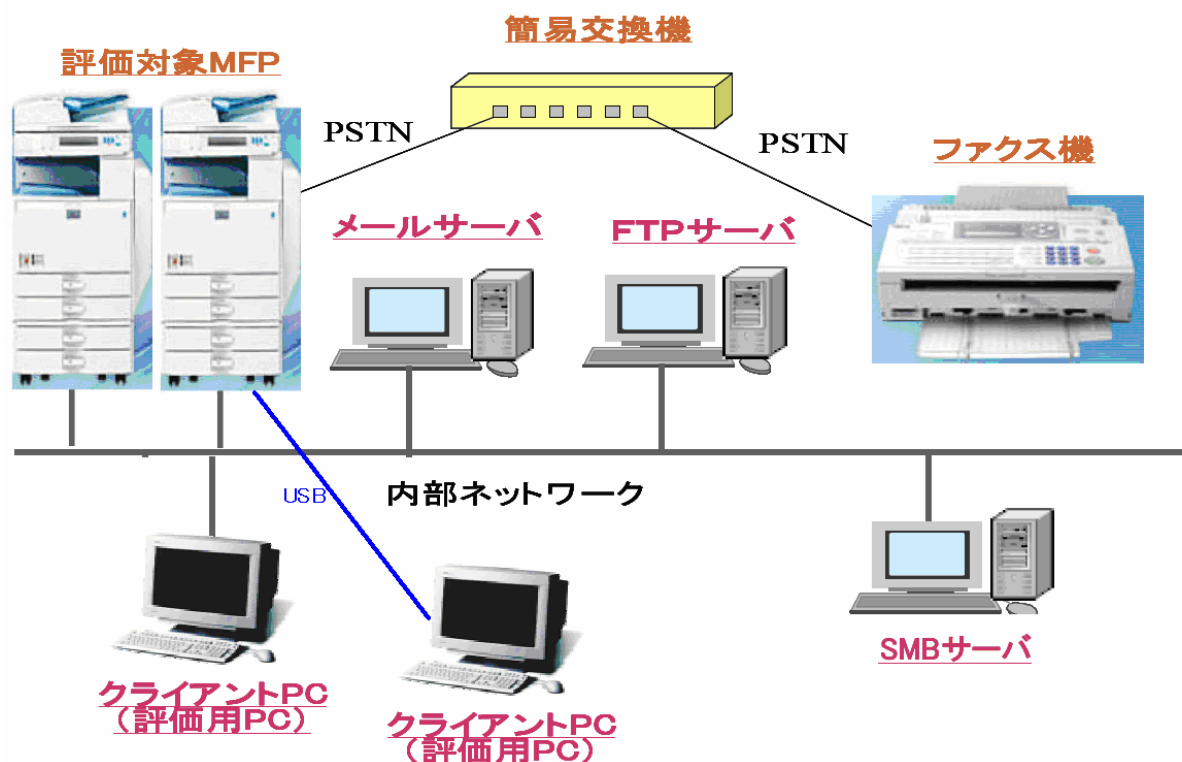 簡易交換機
評価対象MFP
PSTN
PSTN
ファクス機
メールサーバ
FTPサーバ
USB
内部ネットワーク
クライアントPC
（評価用PC）
クライアントPC
（評価用PC）
SMBサーバ